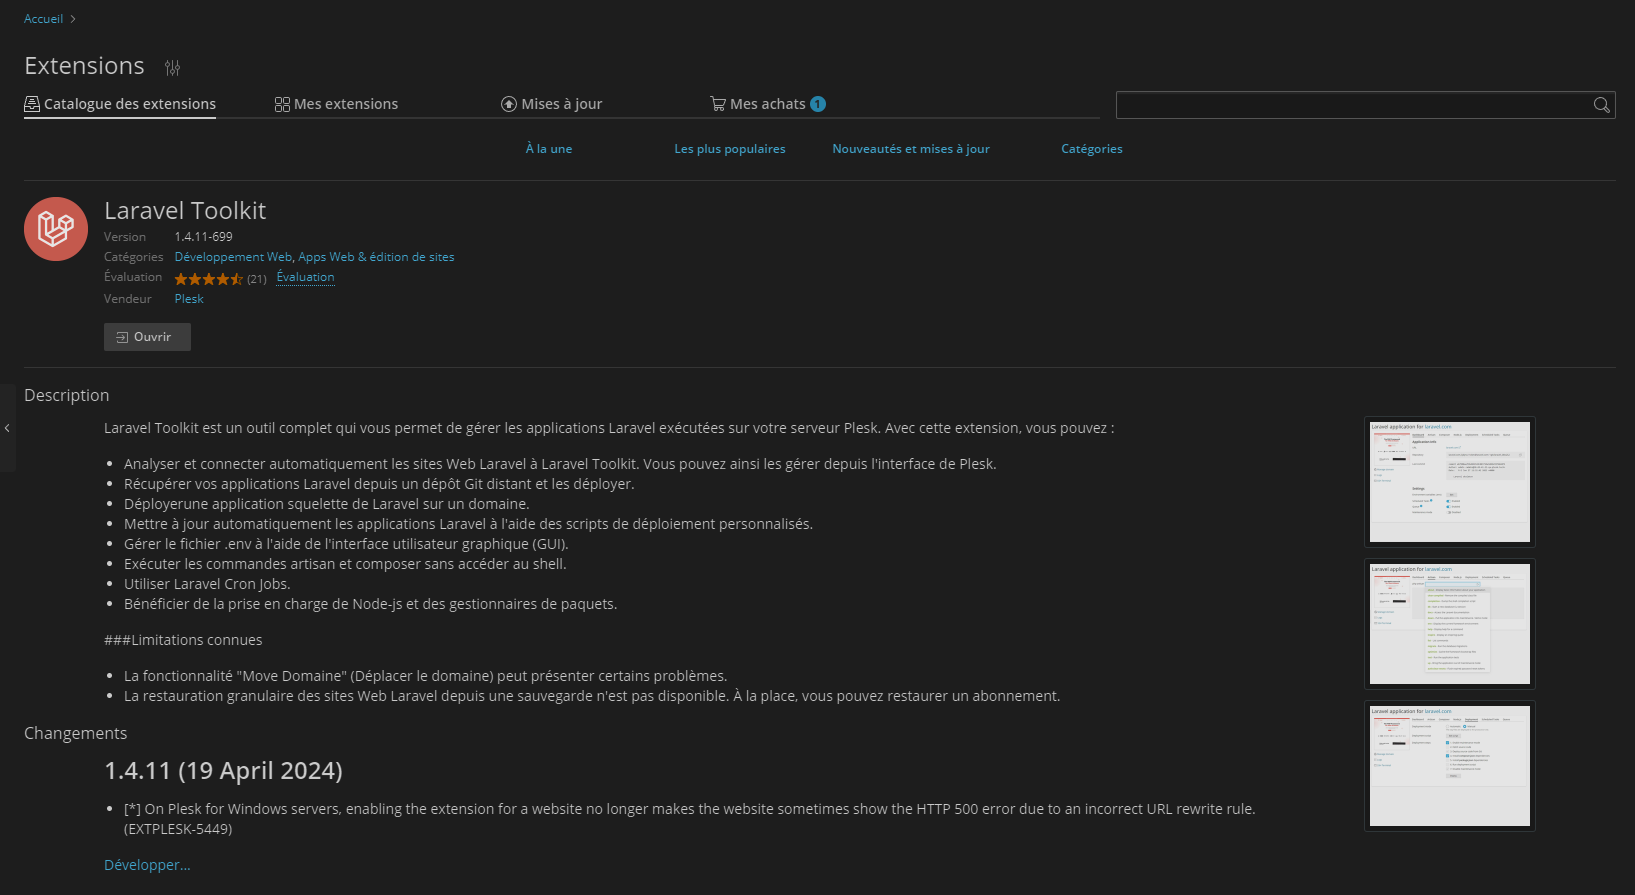 Accueil
Extensions
Catalogue des extensions
Mes extensions
Mises à jour
Mes achats 1
À la une
Les plus populaires
Nouveautés et mises à jour
Catégories
Laravel Toolkit
Version 1.4.11-699
Catégories Développement Web, Apps Web & édition de sites
Évaluation (21) Évaluation
Vendeur Plesk
Ouvrir
Description
Laravel Toolkit est un outil complet qui vous permet de gérer les applications Laravel exécutées sur votre serveur Plesk. Avec cette extension, vous pouvez :
Analyser et connecter automatiquement les sites Web Laravel à Laravel Toolkit. Vous pouvez ainsi les gérer depuis l'interface de Plesk.
Récupérer vos applications Laravel depuis un dépôt Git distant et les déployer.
Déployerune application squelette de Laravel sur un domaine.
Mettre à jour automatiquement les applications Laravel à l'aide des scripts de déploiement personnalisés.
Gérer le fichier .env à l'aide de l'interface utilisateur graphique (GUI).
Exécuter les commandes artisan et composer sans accéder au shell.
Utiliser Laravel Cron Jobs.
Bénéficier de la prise en charge de Node-js et des gestionnaires de paquets.
###Limitations connues
La fonctionnalité "Move Domaine" (Déplacer le domaine) peut présenter certains problèmes.
La restauration granulaire des sites Web Laravel depuis une sauvegarde n'est pas disponible. À la place, vous pouvez restaurer un abonnement.
Changements
1.4.11 (19 April 2024)
[*] On Plesk for Windows servers, enabling the extension for a website no longer makes the website sometimes show the HTTP 500 error due to an incorrect URL rewrite rule.
(EXTPLESK-5449)
Développer...
Laravel application for laravel.com
Laravel application for laravel.com
Laravel application for laravel.com